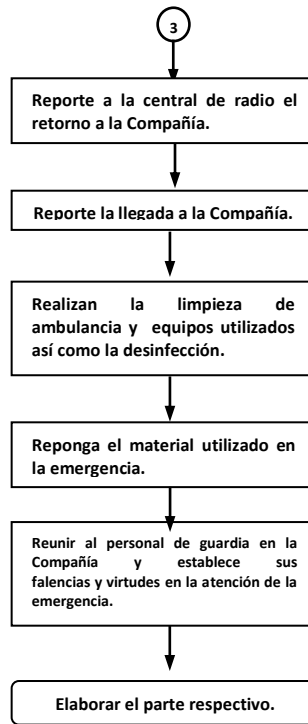 3
Reporte a la central de radio el
retorno a la Compañía.
Reporte la llegada a la Compañía.
Realizan la limpieza de
ambulancia y equipos utilizados
así como la desinfección.
Reponga el material utilizado en
la emergencia.
Reunir al personal de guardia en la
Compañía y establece sus
falencias y virtudes en la atención de la
emergencia.
Elaborar el parte respectivo.